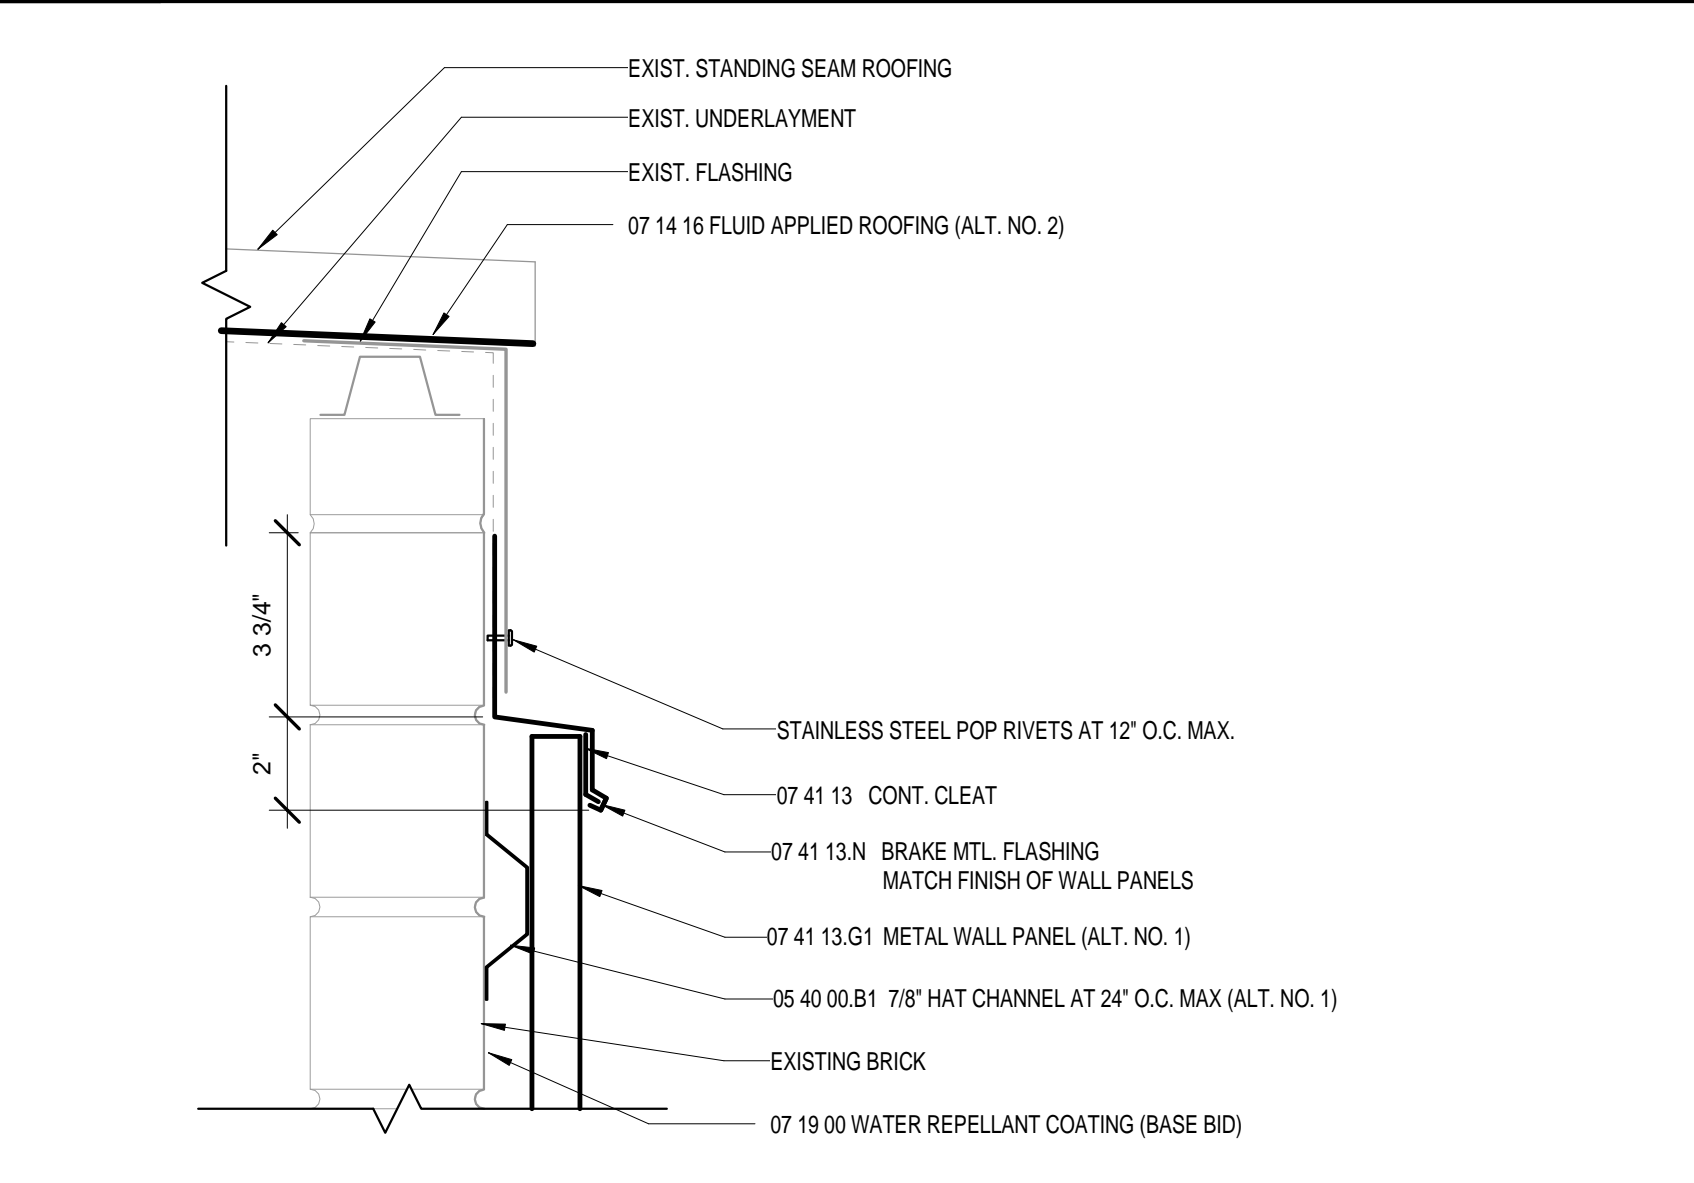 EXIST. STANDING SEAM ROOFING
EXIST. UNDERLAYMENT
EXIST. FLASHING
07 14 16 FLUID APPLIED ROOFING (ALT. NO. 2)
3 3/4"
2"
STAINLESS STEEL POP RIVETS AT 12" O.C. MAX.
07 41 13 CONT. CLEAT
07 41 13.N BRAKE MTL. FLASHING
MATCH FINISH OF WALL PANELS
07 41 13.G1 METAL WALL PANEL (ALT. NO. 1)
05 40 00.B1 7/8" HAT CHANNEL AT 24" O.C. MAX (ALT. NO. 1)
EXISTING BRICK
07 19 00 WATER REPELLANT COATING (BASE BID)